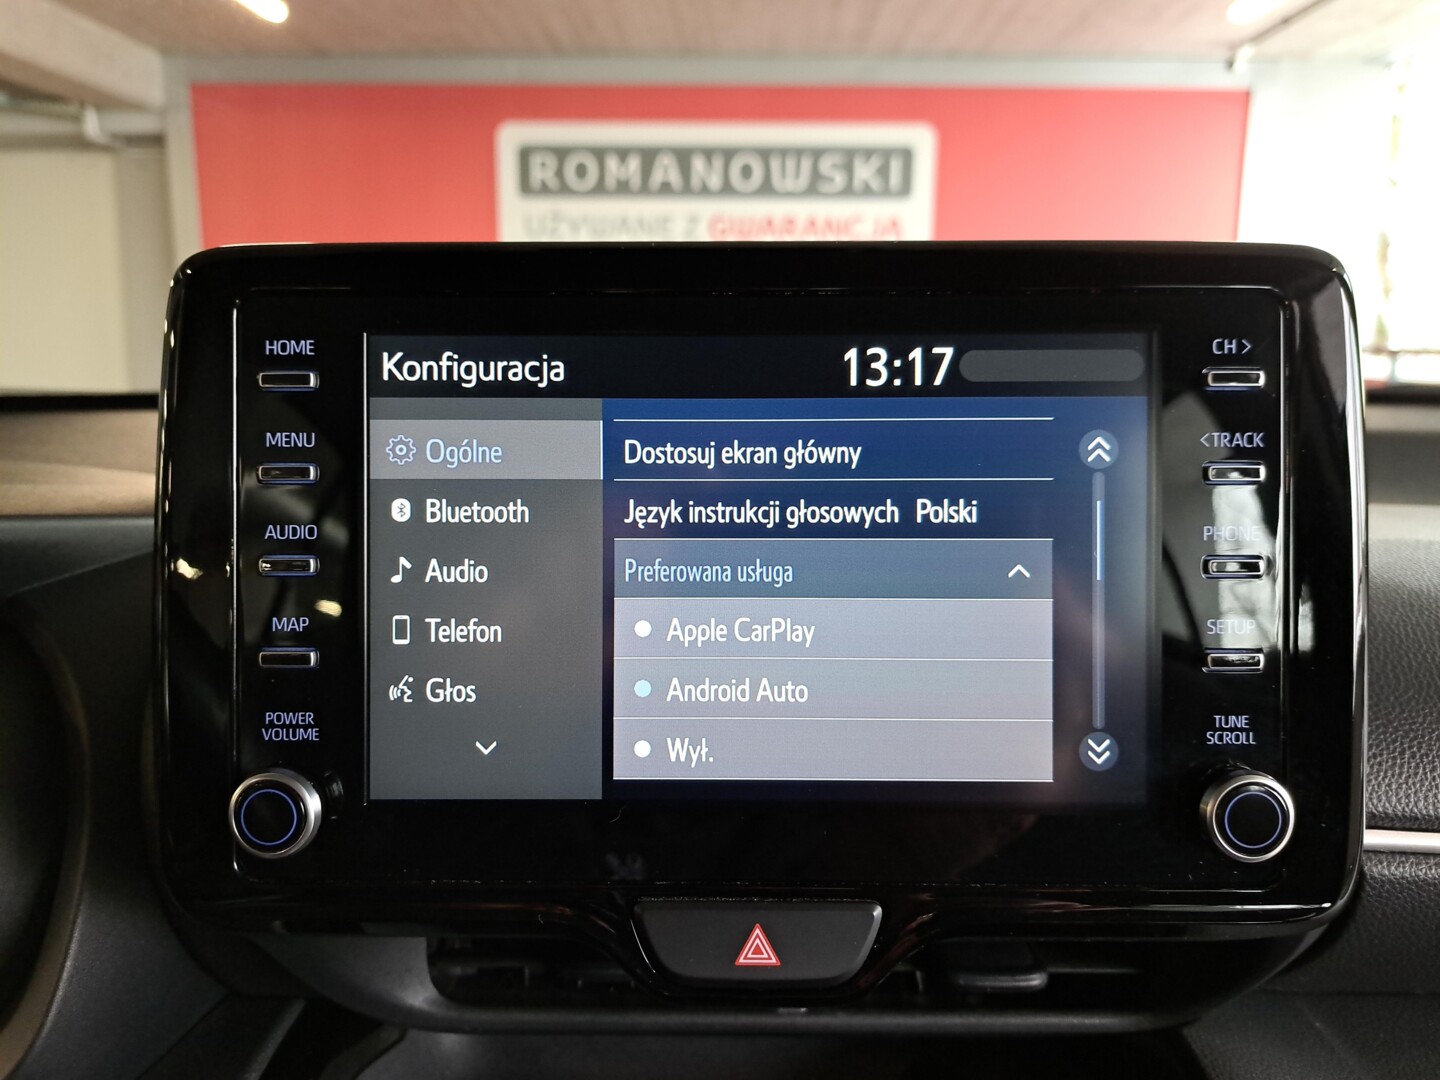 ROMANOWSKI
UŻYWANE Z GWARANCJĄ
HOME
MENU
AUDIO
MAP
POWER
VOLUME
Konfiguracja
13:17
Ogólne
Bluetooth
Audio
Telefon
Głos
Dostosuj ekran główny
Język instrukcji głosowych Polski
Preferowana usługa
Apple CarPlay
Android Auto
Wył.
CH >
< TRACK
PHONE
SETUP
TUNE
SCROLL